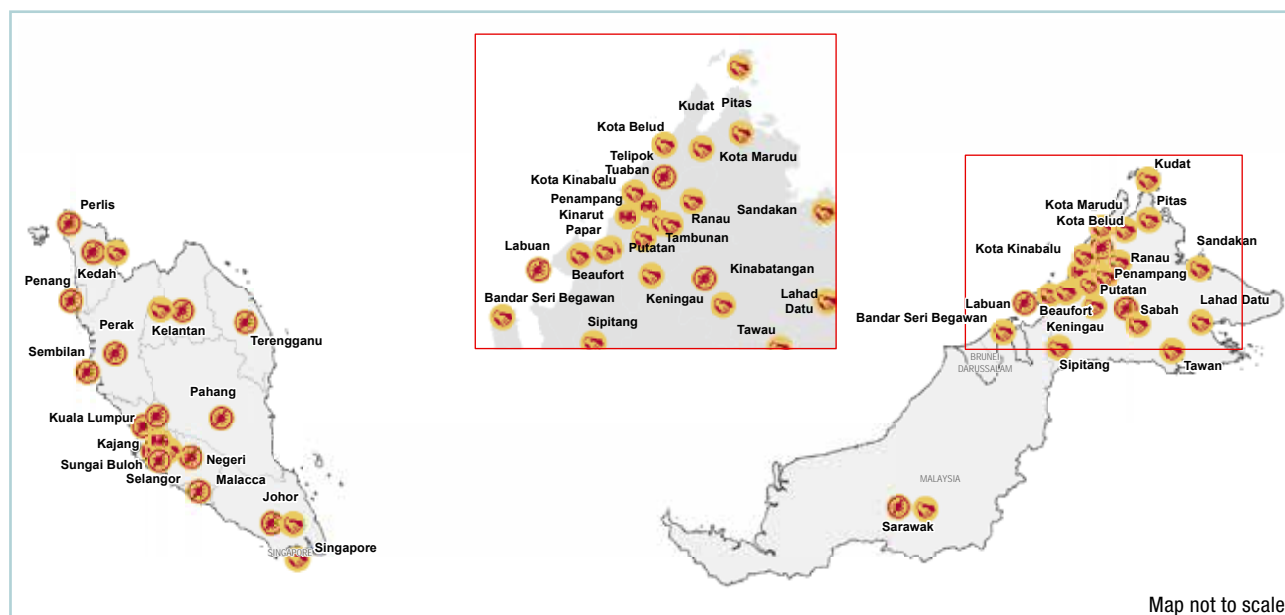 Perlis
Kedah
Penang
Perak
Kelantan
Terengganu
Sembilan
Pahang
Kuala Lumpur
Kajang
Sungai Buloh
Selangor
Negeri
Malacca
Johor
SINGAPORE
Singapore
Kudat
Pitas
Kota Belud
Kota Marudu
Telipok
Tuaban
Kota Kinabalu
Penampang
Kinarut
Papar
Ranau
Sandakan
Labuan
Putatan
Tambunan
Beaufort
Kinabatangan
Bandar Seri Begawan
Keningau
Lahad
Datu
Sipitang
Tawau
Kudat
Kota Marudu
Pitas
Kota Belud
Kota Kinabalu
Sandakan
Ranau
Penampang
Putatan
Labuan
Beaufort
Sabah
Lahad Datu
Bandar Seri Begawan
Keningau
BRUNEI
DARUSSALAM
Sipitang
Tawan
MALAYSIA
Sarawak
Map not to scale